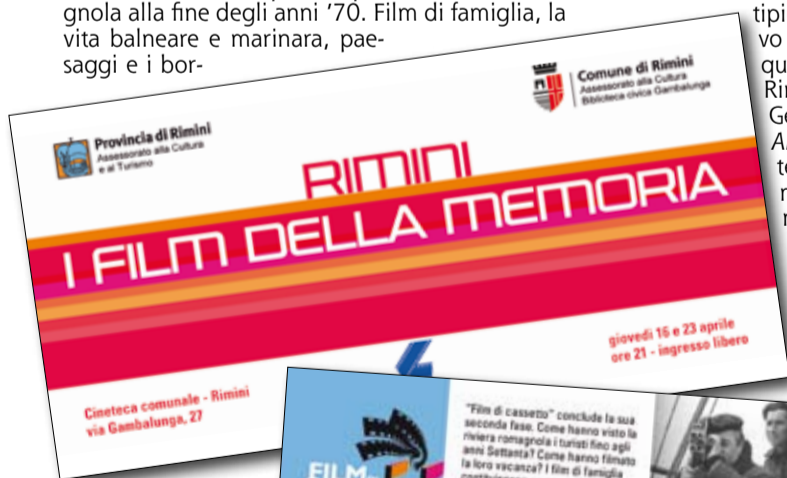 gnola alla fine degli anni '70. Film di famiglia, la
vita balneare e marinara, pae-
saggi e i bor-
tipi
vo
qu
Provincia di Rimini
Assessorato alla Cultura
e al Turismo
Comune di Rimini
Assessorato alla Cultura
Biblioteca civica Gambalunga
RIMINI
I FILM DELLA MEMORIA
giovedì 16 e 23 aprile
ore 21 - ingresso libero
Cineteca comunale - Rimini
via Gambalunga, 27
"Film di cassetto" conclude la sua
seconda fase. Come hanno visto la
riviera romagnola i turisti fino agli
anni Settanta? Come hanno filmato
la loro vacanza? I film di famiglia
FILM